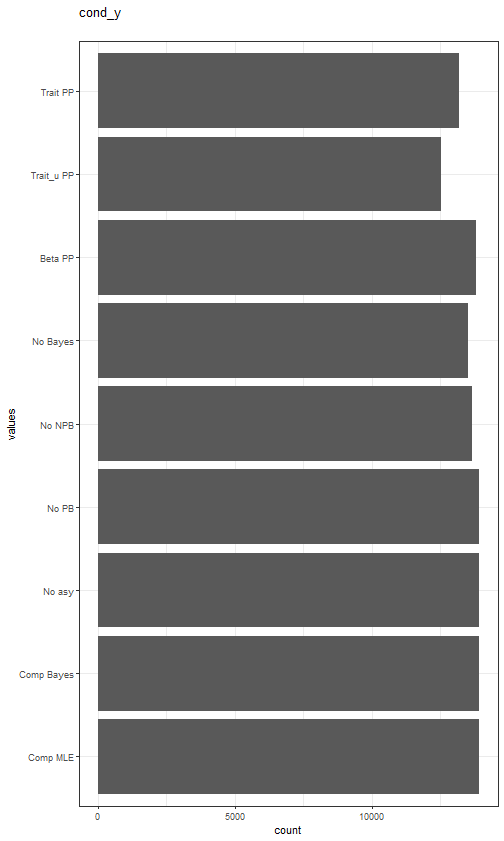 cond_y
Trait PP
Trait_u PP
Beta PP
No Bayes
No NPB
No PB
No asy
Comp Bayes
Comp MLE
values
0 5000 10000
count